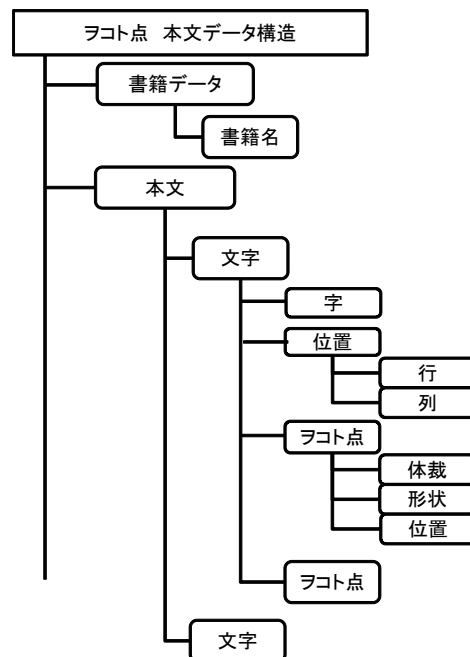 ヲコト点 本文データ構造
書籍データ
書籍名
本文
文字
字
位置
行
列
ヲコト点
体裁
形状
位置
ヲコト点
文字